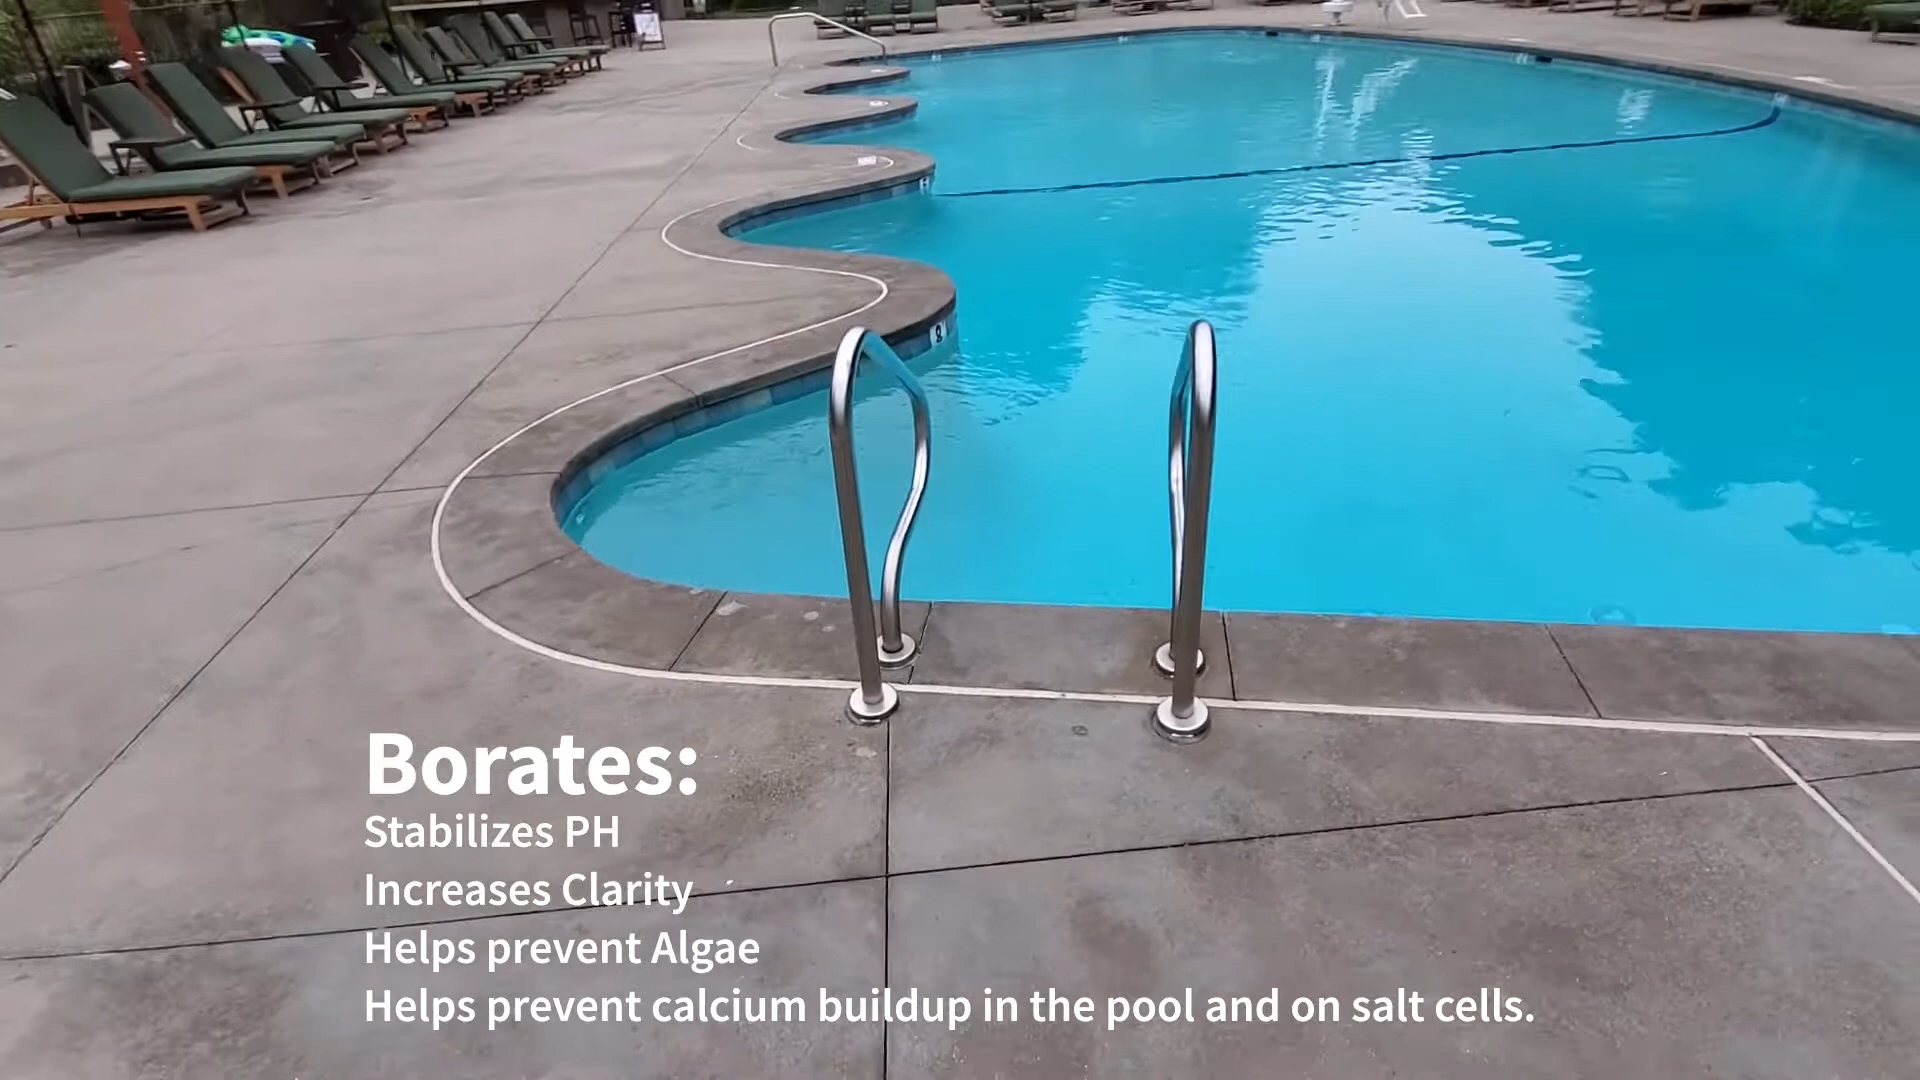 8
Borates:
Stabilizes PH
Increases Clarity
Helps prevent Algae
Helps prevent calcium buildup in the pool and on salt cells.